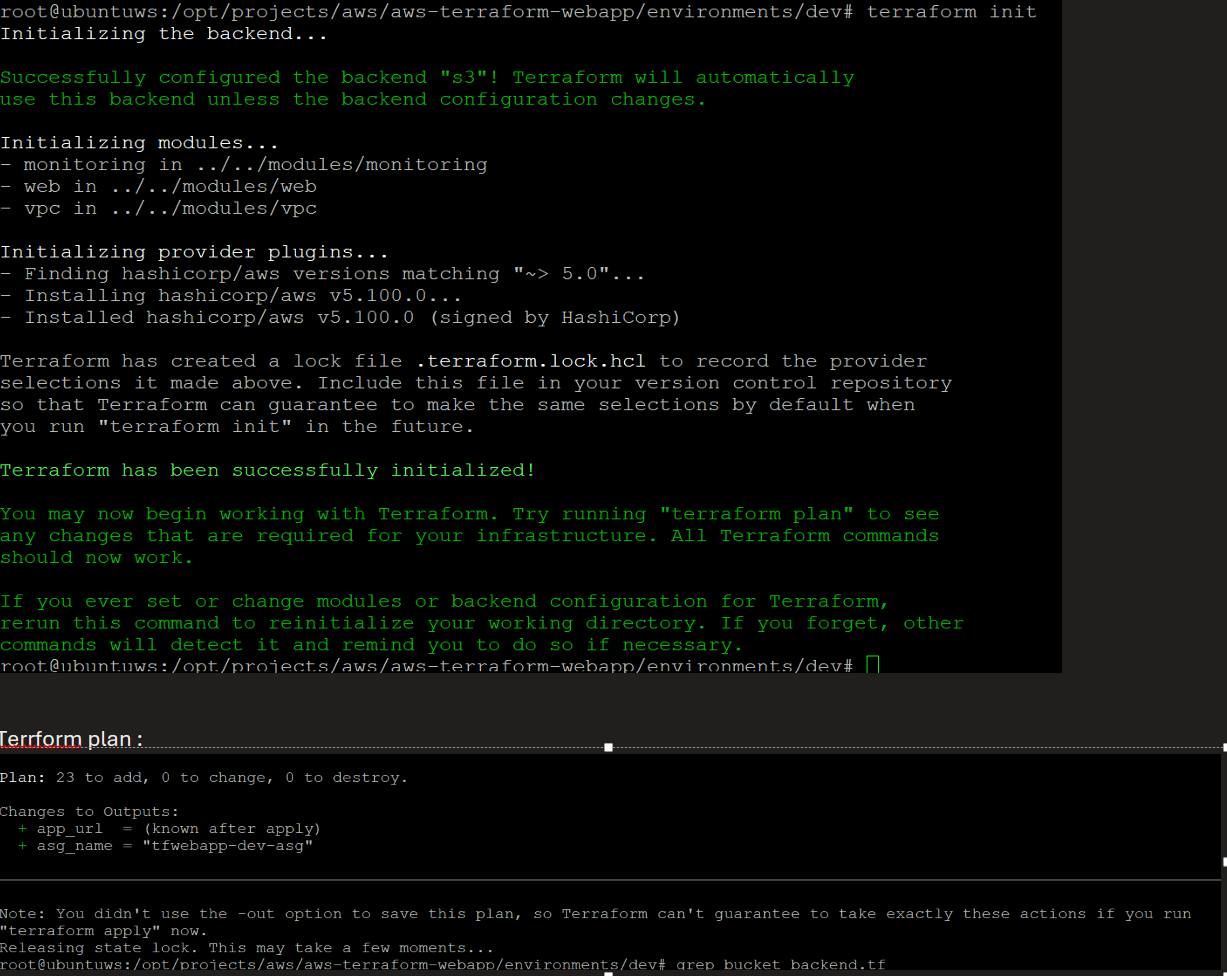 root@ubuntuws:/opt/projects/aws/aws-terraform-webapp/environments/dev# terraform init
Initializing the backend...
Successfully configured the backend "s3"! Terraform will automatically
use this backend unless the backend configuration changes.
Initializing modules...
- monitoring in ../../modules/monitoring
- web in ../../modules/web
- vpc in ../../modules/vpc
Initializing provider plugins...
- Finding hashicorp/aws versions matching "~> 5.0"...
- Installing hashicorp/aws v5.100.0...
- Installed hashicorp/aws v5.100.0 (signed by HashiCorp)
Terraform has created a lock file .terraform.lock.hcl to record the provider
selections it made above. Include this file in your version control repository
so that Terraform can guarantee to make the same selections by default when
you run "terraform init" in the future.
Terraform has been successfully initialized!
You may now begin working with Terraform. Try running "terraform plan" to see
any changes that are required for your infrastructure. All Terraform commands
should now work.
If you ever set or change modules or backend configuration for Terraform,
rerun this command to reinitialize your working directory. If you forget, other
commands will detect it and remind you to do so if necessary.
root@ubuntuws:/opt/projects/aws/aws-terraform-webapp/environments/dev#
Terrform plan :
Plan: 23 to add, 0 to change, 0 to destroy.
Changes to Outputs:
+ app_url = (known after apply)
+ asg_name = "tfwebapp-dev-asg"
Note: You didn't use the -out option to save this plan, so Terraform can't guarantee to take exactly these actions if you run
"terraform apply" now.
Releasing state lock. This may take a few moments...
root@ubuntuws:/opt/projects/aws/aws-terraform-webapp/environments/dev# grep bucket backend.tf